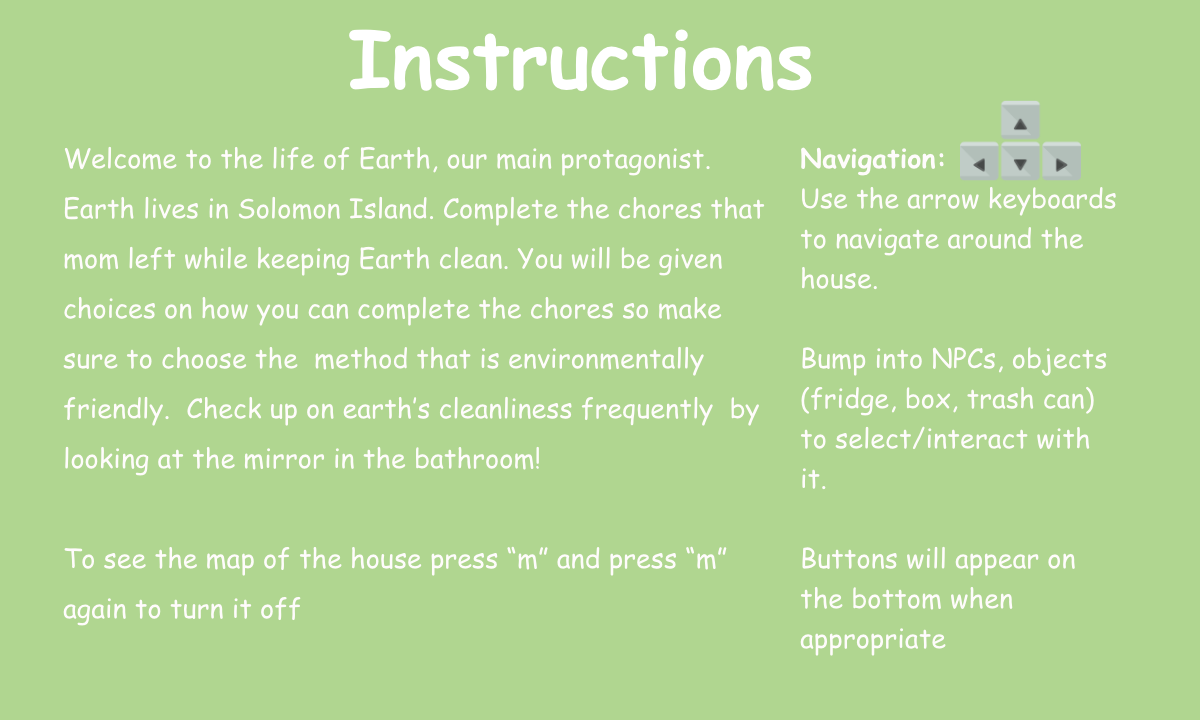 Instructions
Welcome to the life of Earth, our main protagonist.
Earth lives in Solomon Island. Complete the chores that
mom left while keeping Earth clean. You will be given
choices on how you can complete the chores so make
sure to choose the  method that is environmentally
friendly.  Check up on earth's cleanliness frequently  by
looking at the mirror in the bathroom!
To see the map of the house press “m” and press “m”
again to turn it off
Navigation:
Use the arrow keyboards
to navigate around the
house.
Bump into NPCs, objects
(fridge, box, trash can)
to select/interact with
it.
Buttons will appear on
the bottom when
appropriate